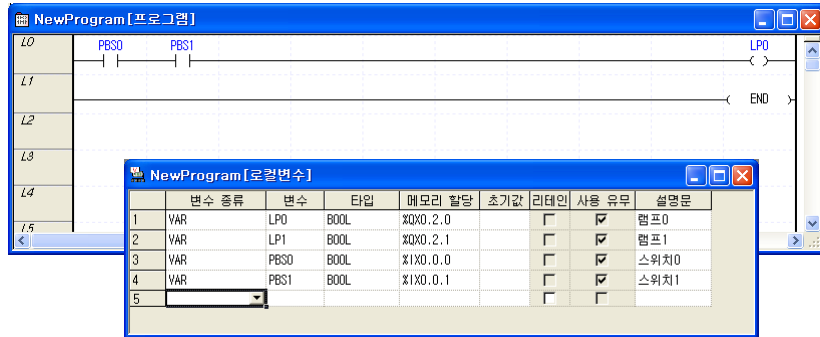 NewProgram[프로그램]
L0 PBS0 PBS1 LP0
L1
END
L2
L3
L4
L5
NewProgram[로컬변수]
변수 종류 변수 타입 메모리 할당 초기값 리테인 사용 유무 설명문
1 VAR LP0 BOOL %QX0.2.0 램프0
2 VAR LP1 BOOL %QX0.2.1 램프1
3 VAR PBS0 BOOL %IX0.0.0 스위치0
4 VAR PBS1 BOOL %IX0.0.1 스위치1
5